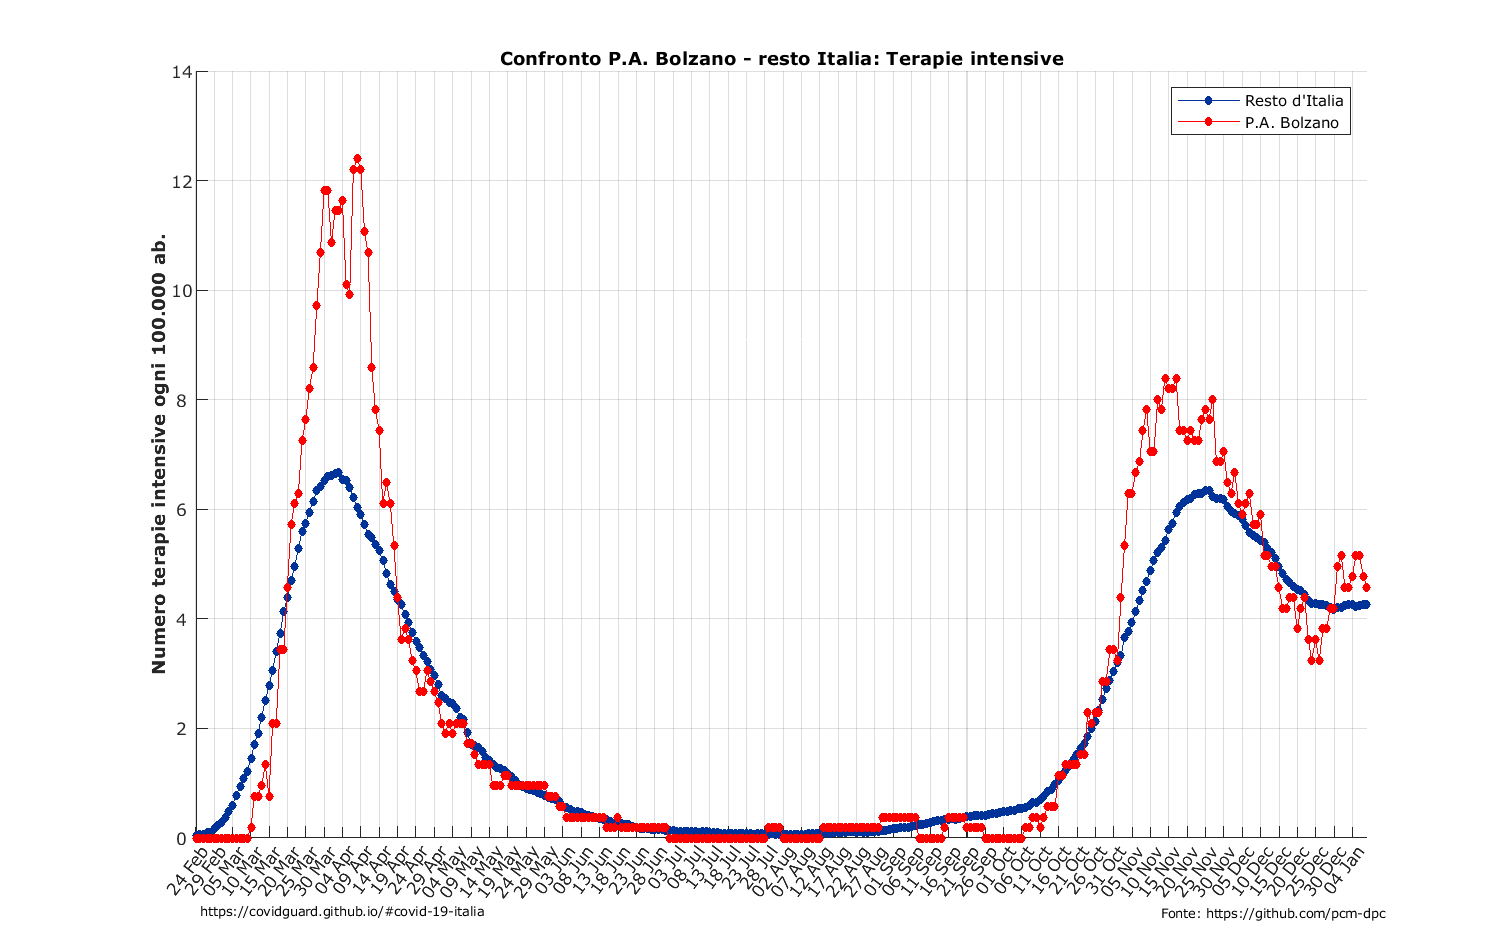 Confronto P.A. Bolzano - resto Italia: Terapie intensive
Numero terapie intensive ogni 100.000 ab.
14
12
10
8
6
4
2
0
Resto d'Italia
P.A. Bolzano
24 Feb
29 Feb
05 Mar
10 Mar
15 Mar
20 Mar
25 Mar
30 Mar
04 Apr
09 Apr
14 Apr
19 Apr
24 Apr
29 Apr
04 May
09 May
14 May
19 May
24 May
29 May
03 Jun
08 Jun
13 Jun
18 Jun
23 Jun
28 Jun
03 Jul
08 Jul
13 Jul
18 Jul
23 Jul
28 Jul
02 Aug
07 Aug
12 Aug
17 Aug
22 Aug
27 Aug
01 Sep
06 Sep
11 Sep
16 Sep
21 Sep
26 Sep
01 Oct
06 Oct
11 Oct
16 Oct
21 Oct
26 Oct
31 Oct
05 Nov
10 Nov
15 Nov
20 Nov
25 Nov
30 Nov
05 Dec
10 Dec
15 Dec
20 Dec
25 Dec
30 Dec
04 Jan
https://covidguard.github.io/#covid-19-italia
Fonte: https://github.com/pcm-dpc